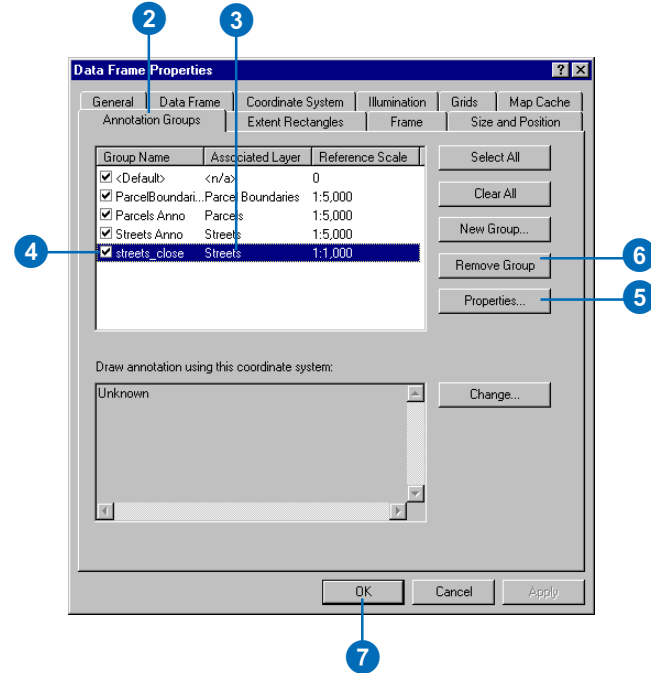 2 3
Data Frame Properties
General Data Frame Coordinate System Illumination Grids Map Cache
Annotation Groups Extent Rectangles Frame Size and Position
Group Name Associated Layer Reference Scale
<Default> <n/a> 0
ParcelBoundari... Parcel Boundaries 1:5,000
Parcels Anno Parcels 1:5,000
Streets Anno Streets 1:5,000
4 streets_close Streets 1:1,000
Select All
Clear All
New Group...
Remove Group 6
Properties... 5
Draw annotation using this coordinate system:
Unknown
Change...
OK Cancel Apply
7